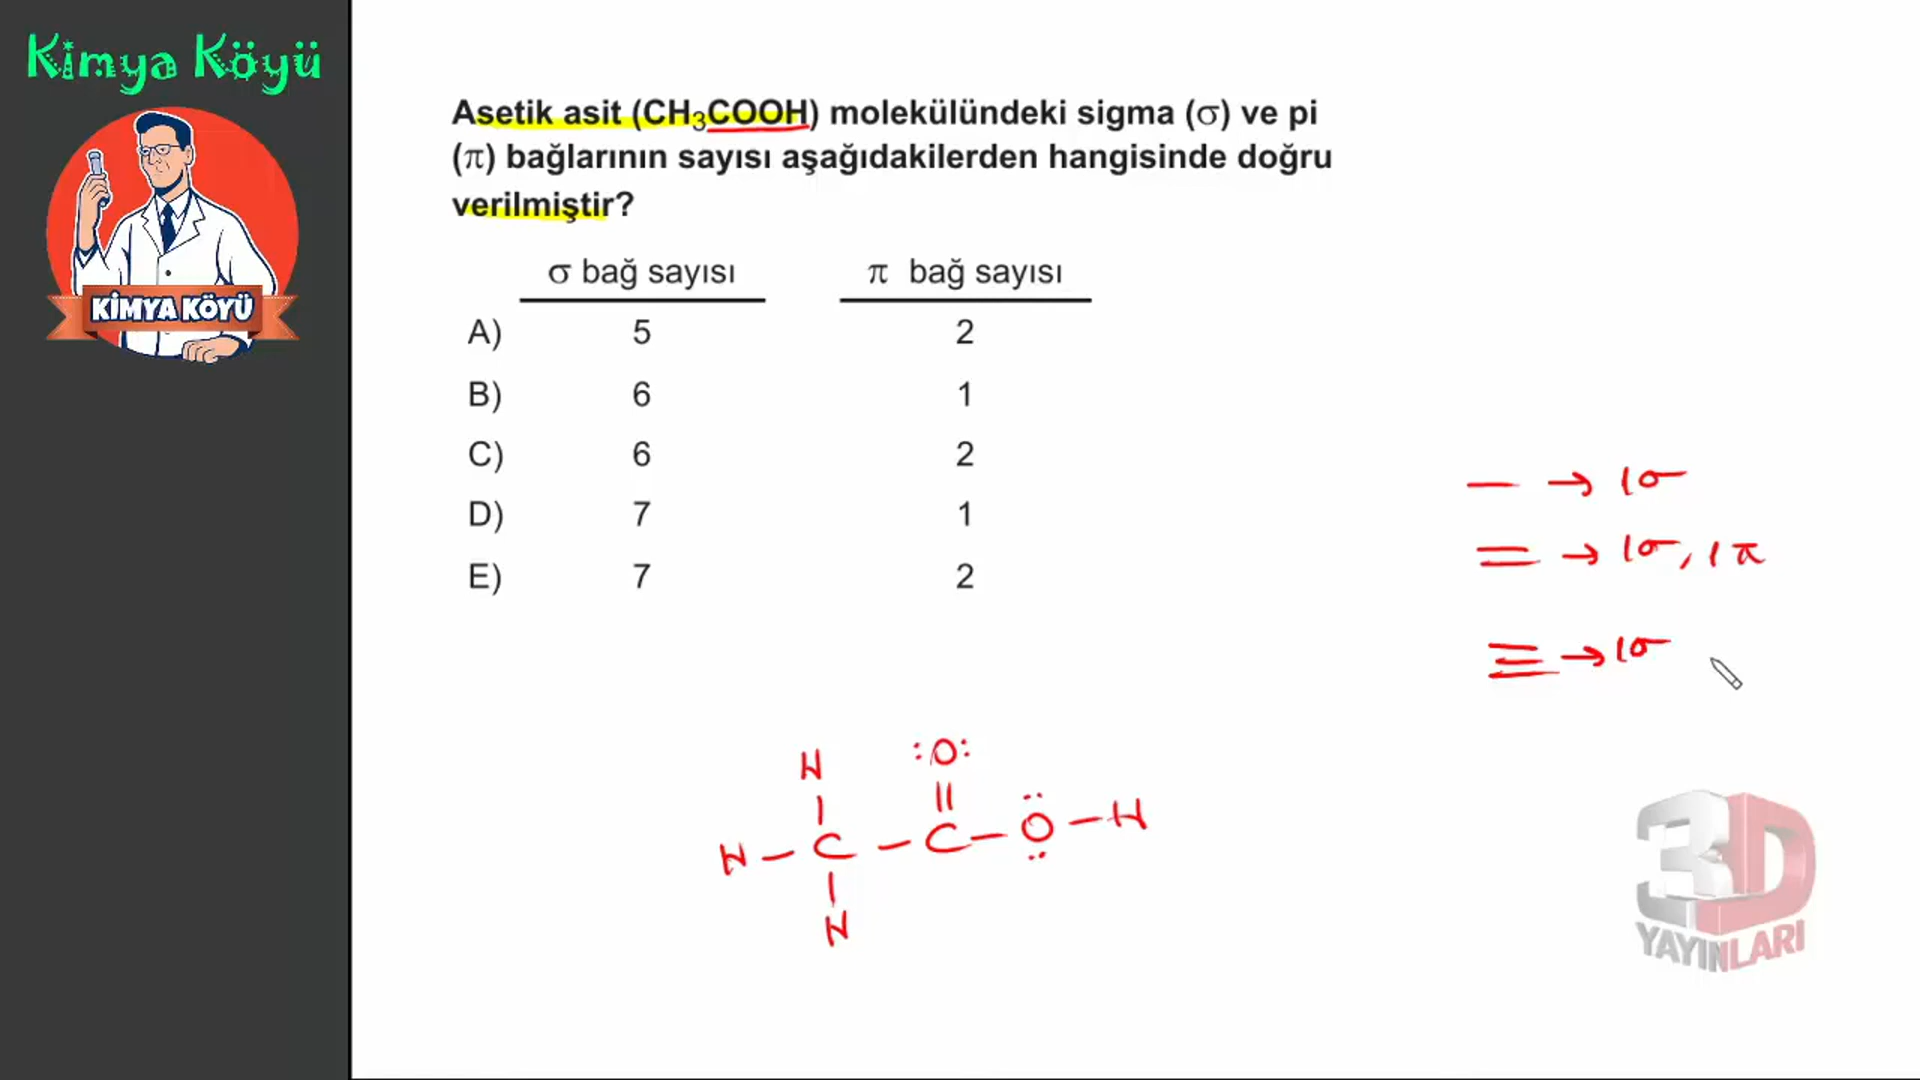 Kimya Köyü
KİMYA KÖYÜ
Asetik asit (CH₃COOH) molekülündeki sigma (σ) ve pi
(π) bağlarının sayısı aşağıdakilerden hangisinde doğru
verilmiştir?
σ bağ sayısı π bağ sayısı
A) 5 2
B) 6 1
C) 6 2
D) 7 1
E) 7 2
— → 1σ
= → 1σ, 1π
≡ → 1σ
H :O:
| ||
H – C – C – O – H
|
H
3D
YAYINLARI